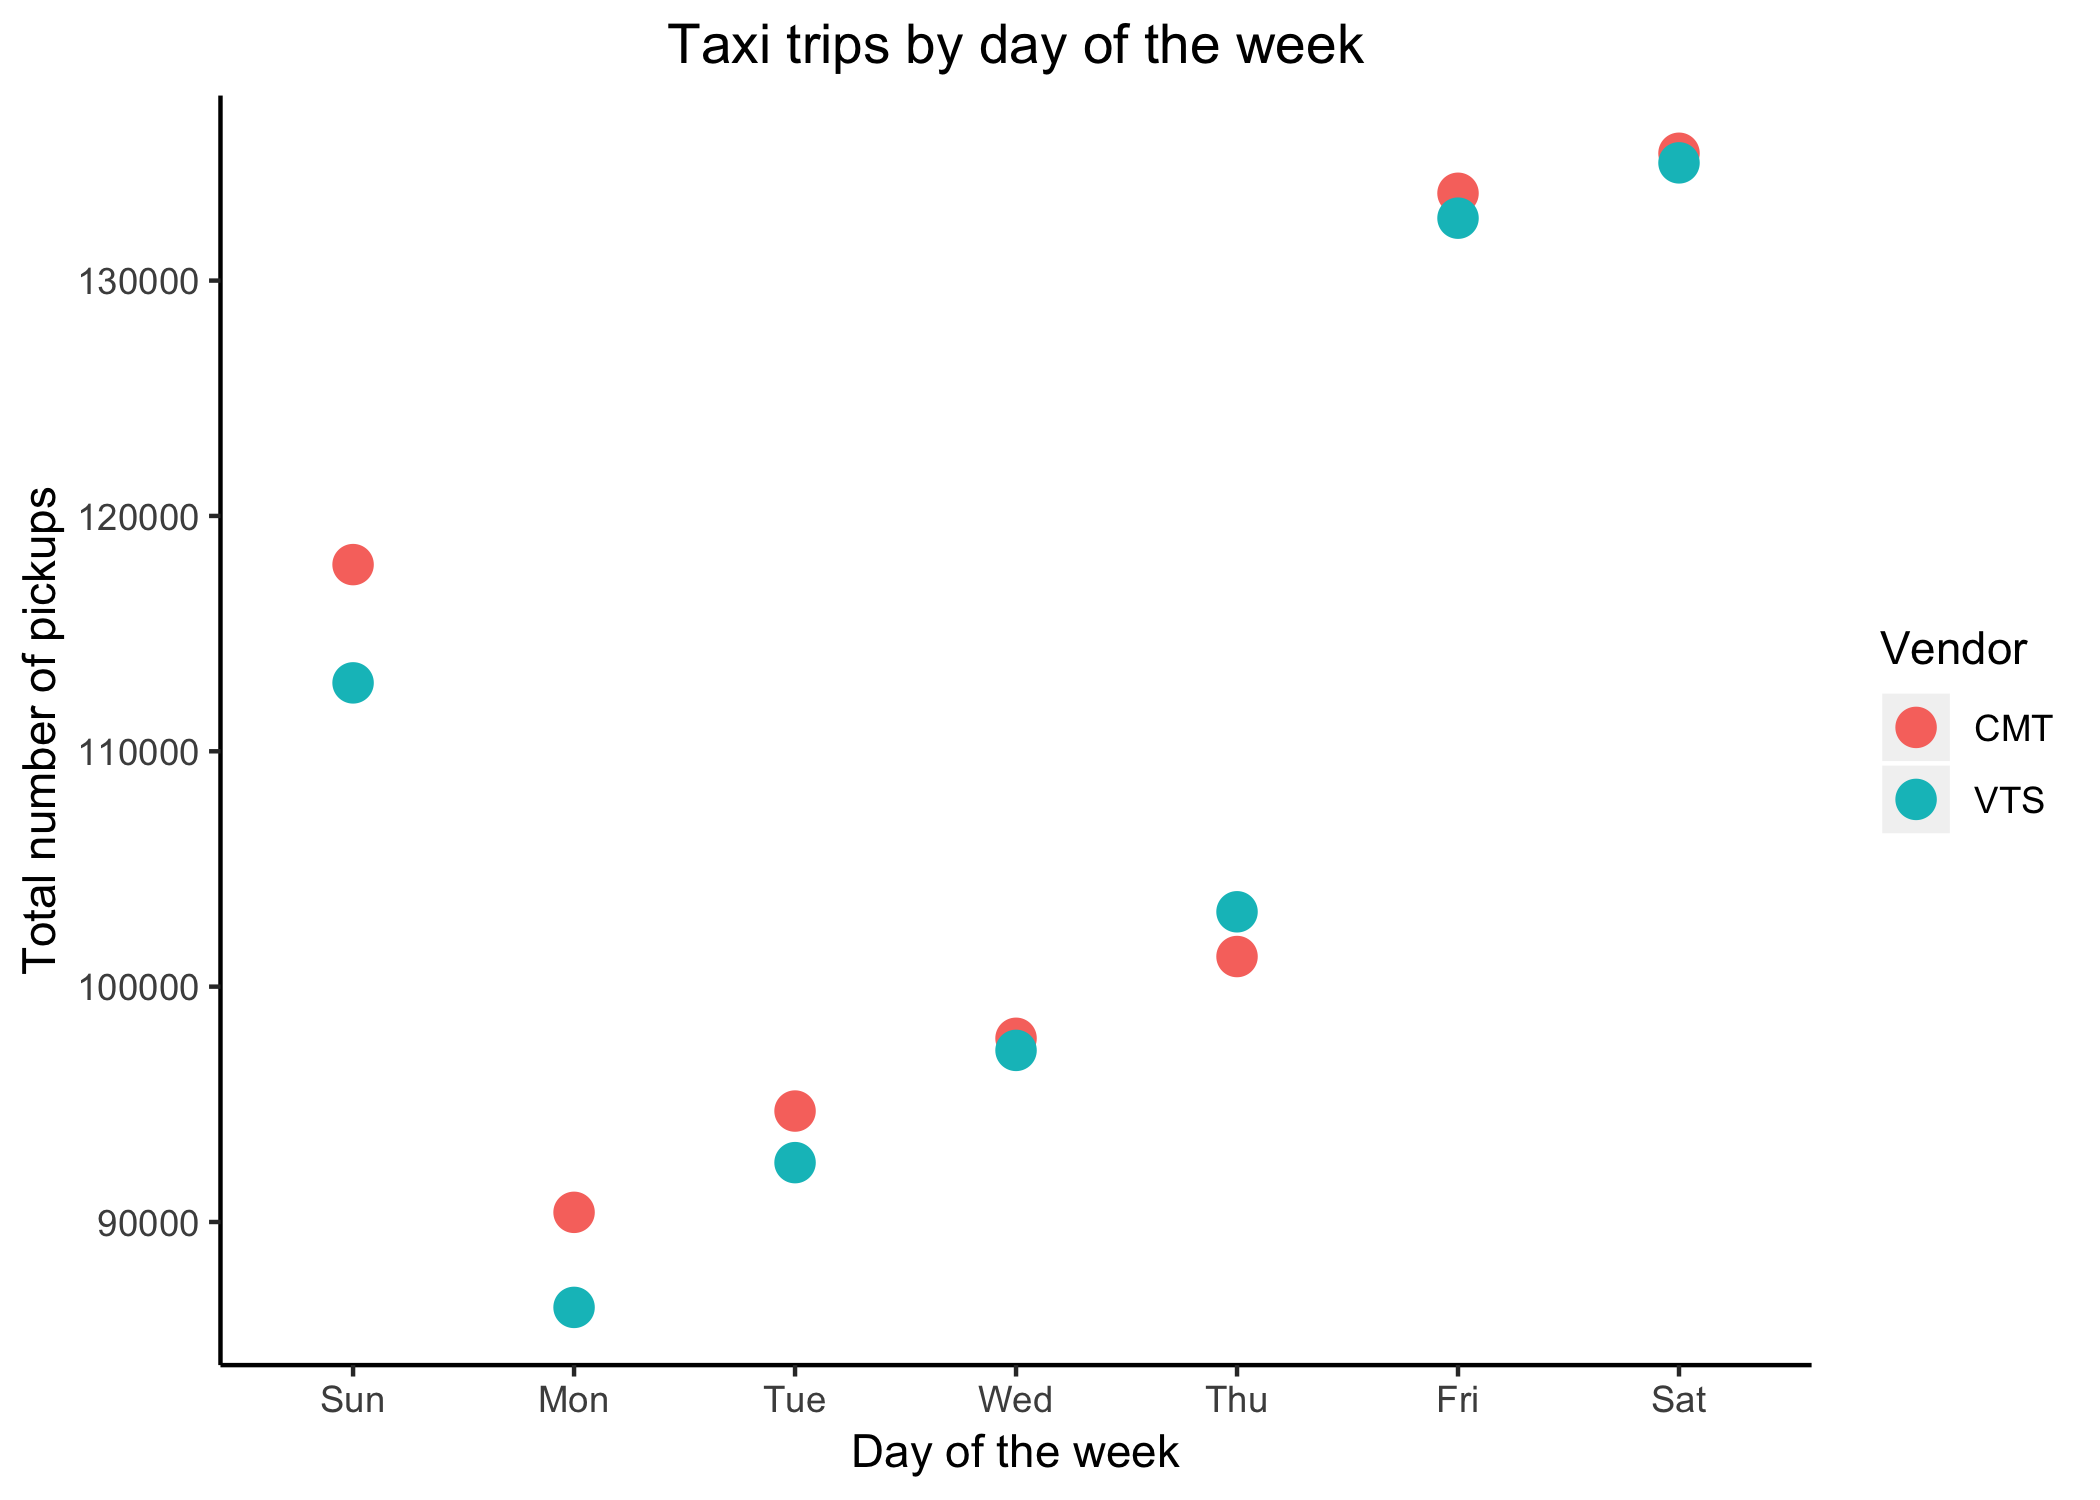 Taxi trips by day of the week
Total number of pickups
130000
120000
110000
100000
90000
Sun Mon Tue Wed Thu Fri Sat
Day of the week
Vendor
CMT
VTS